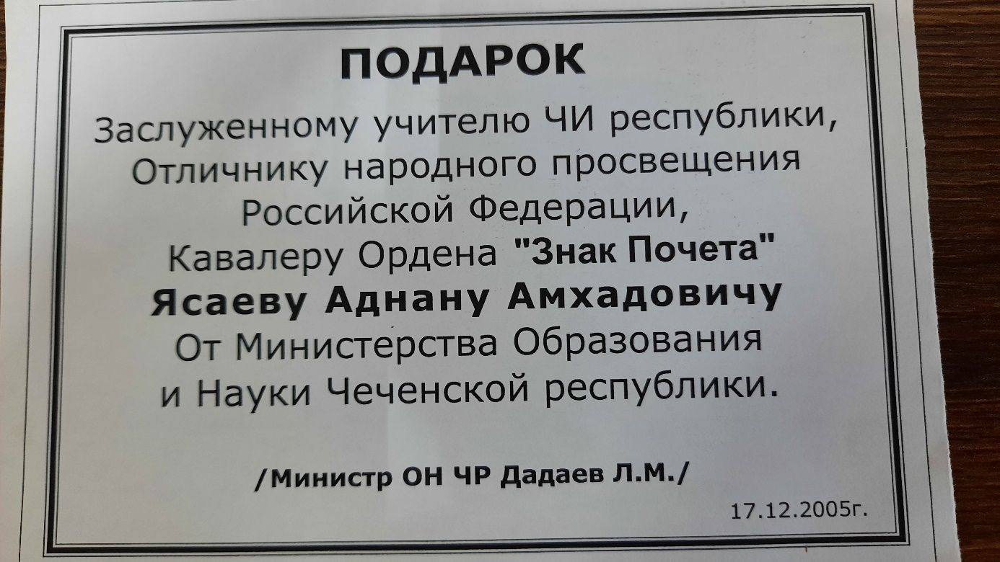 ПОДАРОК
Заслуженному учителю ЧИ республики,
Отличнику народного просвещения
Российской Федерации,
Кавалеру Ордена "Знак Почета"
Ясаеву Аднану Амхадовичу
От Министерства Образования
и Науки Чеченской республики.
/Министр ОН ЧР Дадаев Л.М./
17.12.2005г.